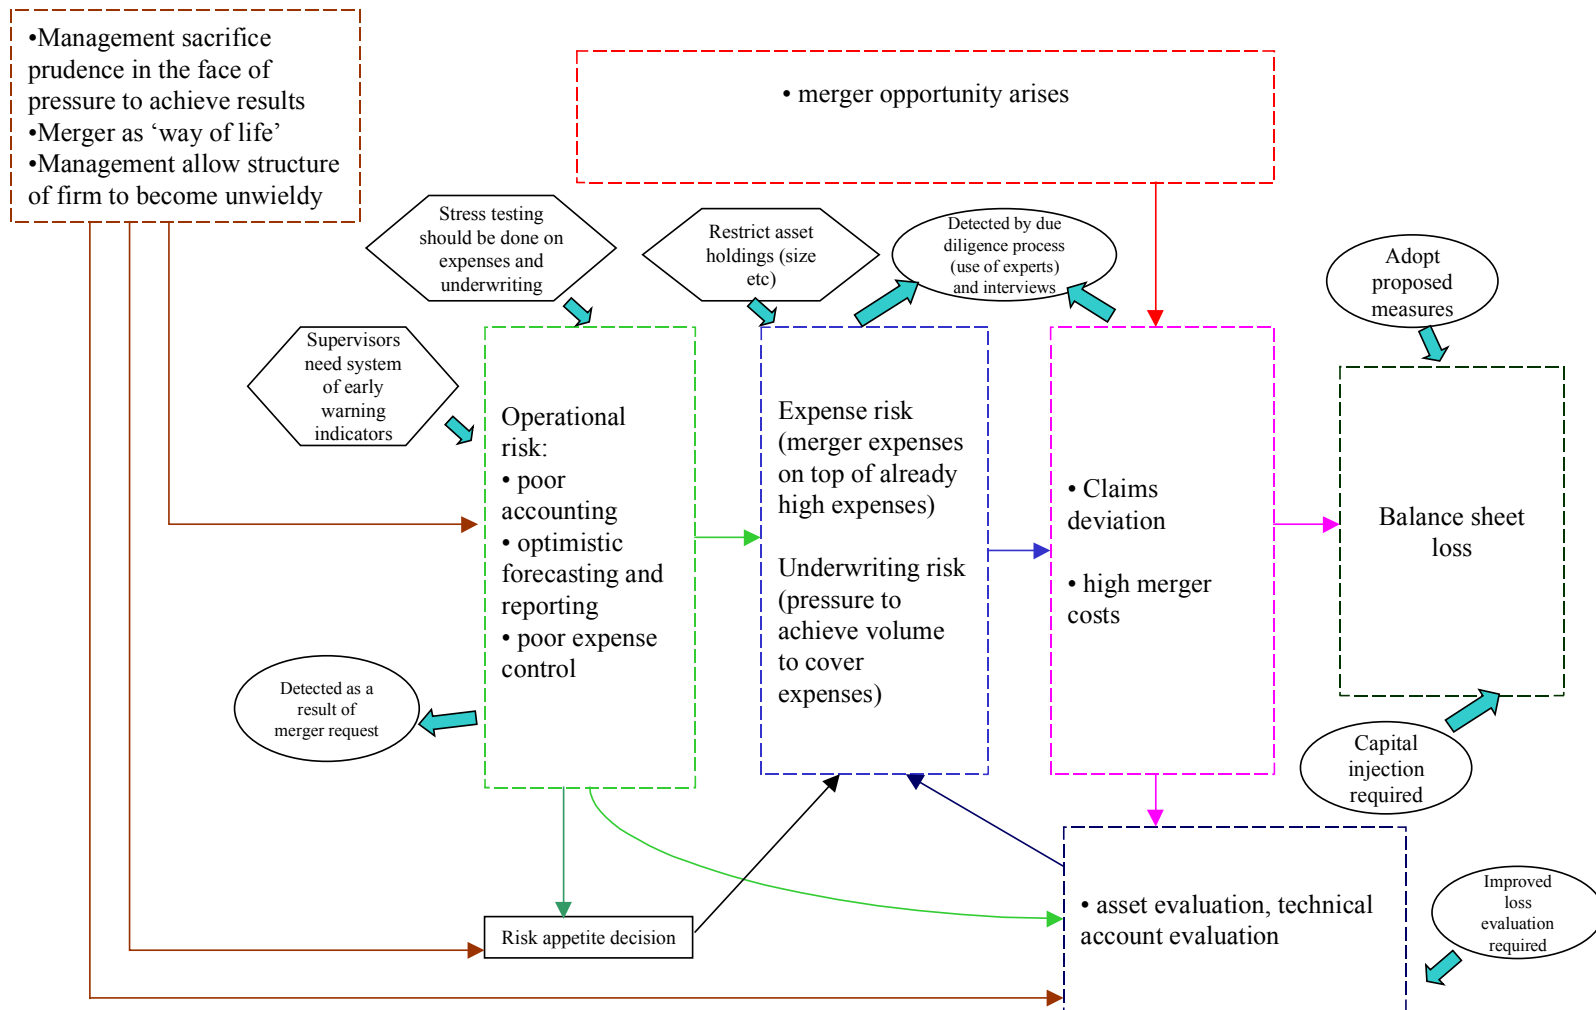 •Management sacrifice
prudence in the face of
pressure to achieve results
•Merger as ‘way of life’
•Management allow structure
of firm to become unwieldy
• merger opportunity arises
Stress testing
should be done on
expenses and
underwriting
Restrict asset
holdings (size
etc)
Detected by due
diligence process
(use of experts)
and interviews
Adopt
proposed
measures
Supervisors
need system
of early
warning
indicators
Operational
risk:
• poor
accounting
• optimistic
forecasting and
reporting
• poor expense
control
Expense risk
(merger expenses
on top of already
high expenses)
Underwriting risk
(pressure to
achieve volume
to cover
expenses)
• Claims
deviation
• high merger
costs
Balance sheet
loss
Detected as a
result of
merger request
Capital
injection
required
Risk appetite decision
• asset evaluation, technical
account evaluation
Improved
loss
evaluation
required